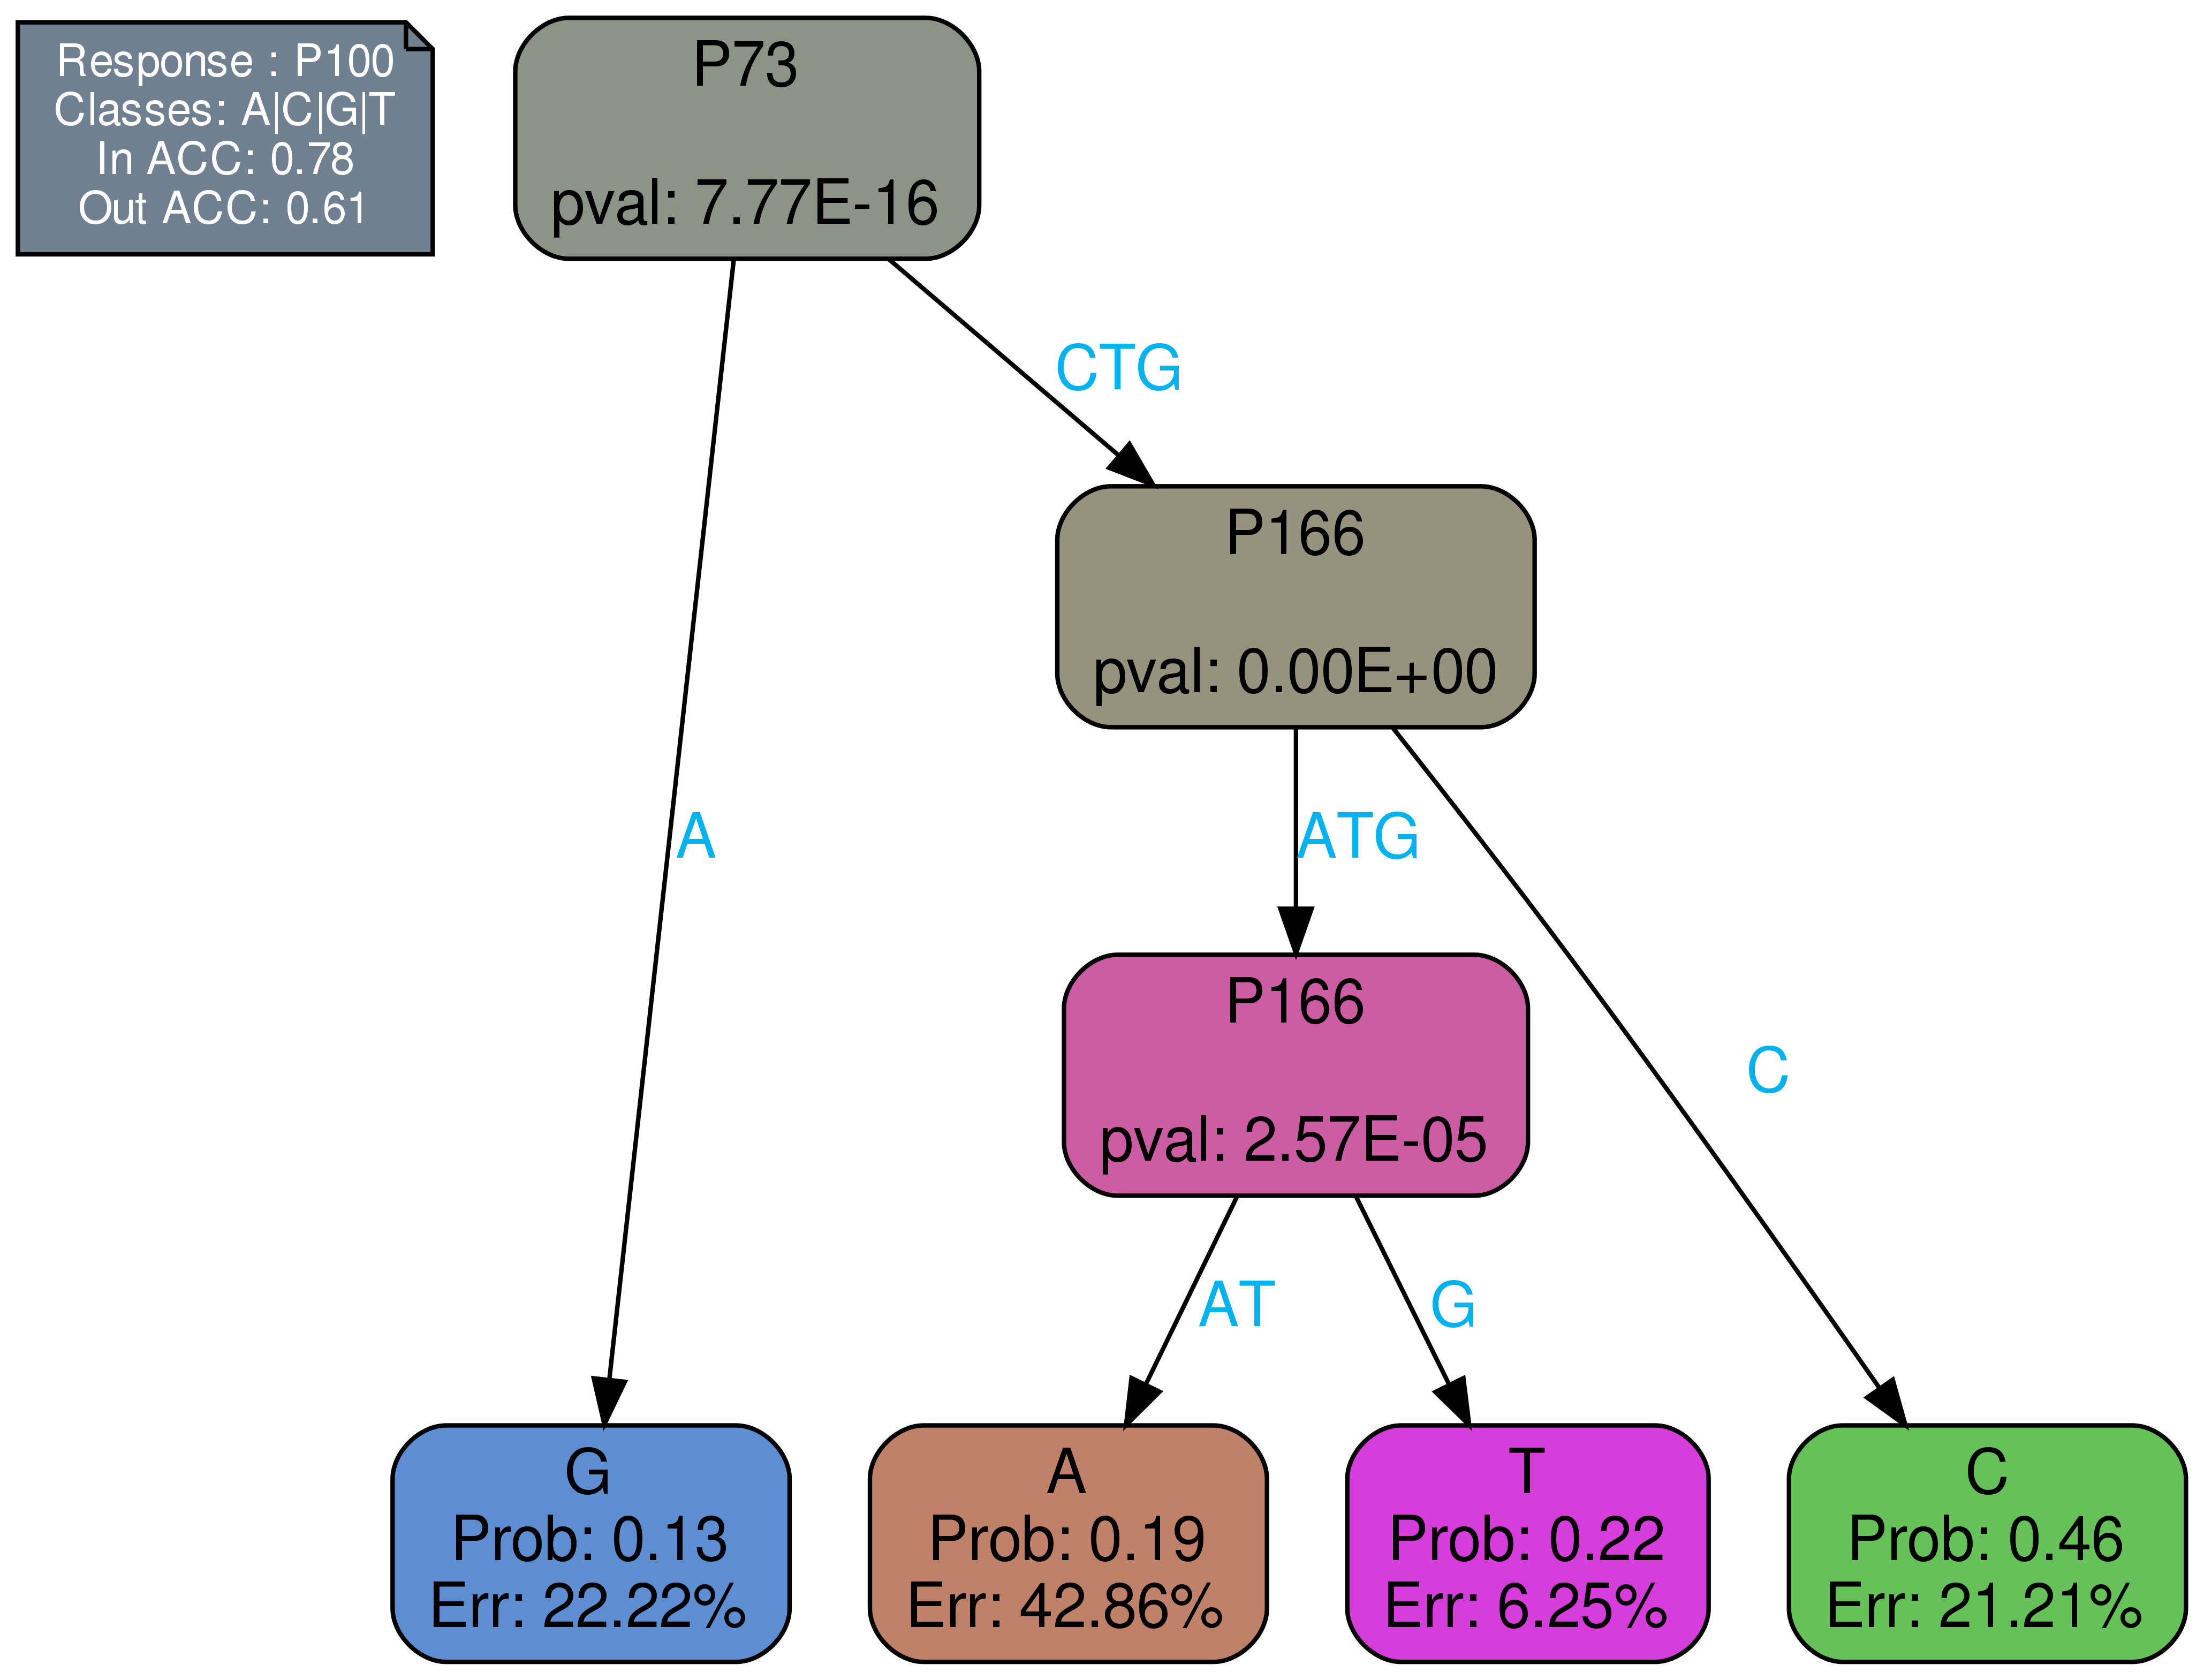 Response : P100
Classes: A|C|G|T
In ACC: 0.78
Out ACC: 0.61
P73
pval: 7.77E-16
CTG
P166
pval: 0.00E+00
A
ATG
P166
pval: 2.57E-05
C
AT
G
G
Prob: 0.13
Err: 22.22%
A
Prob: 0.19
Err: 42.86%
T
Prob: 0.22
Err: 6.25%
C
Prob: 0.46
Err: 21.21%